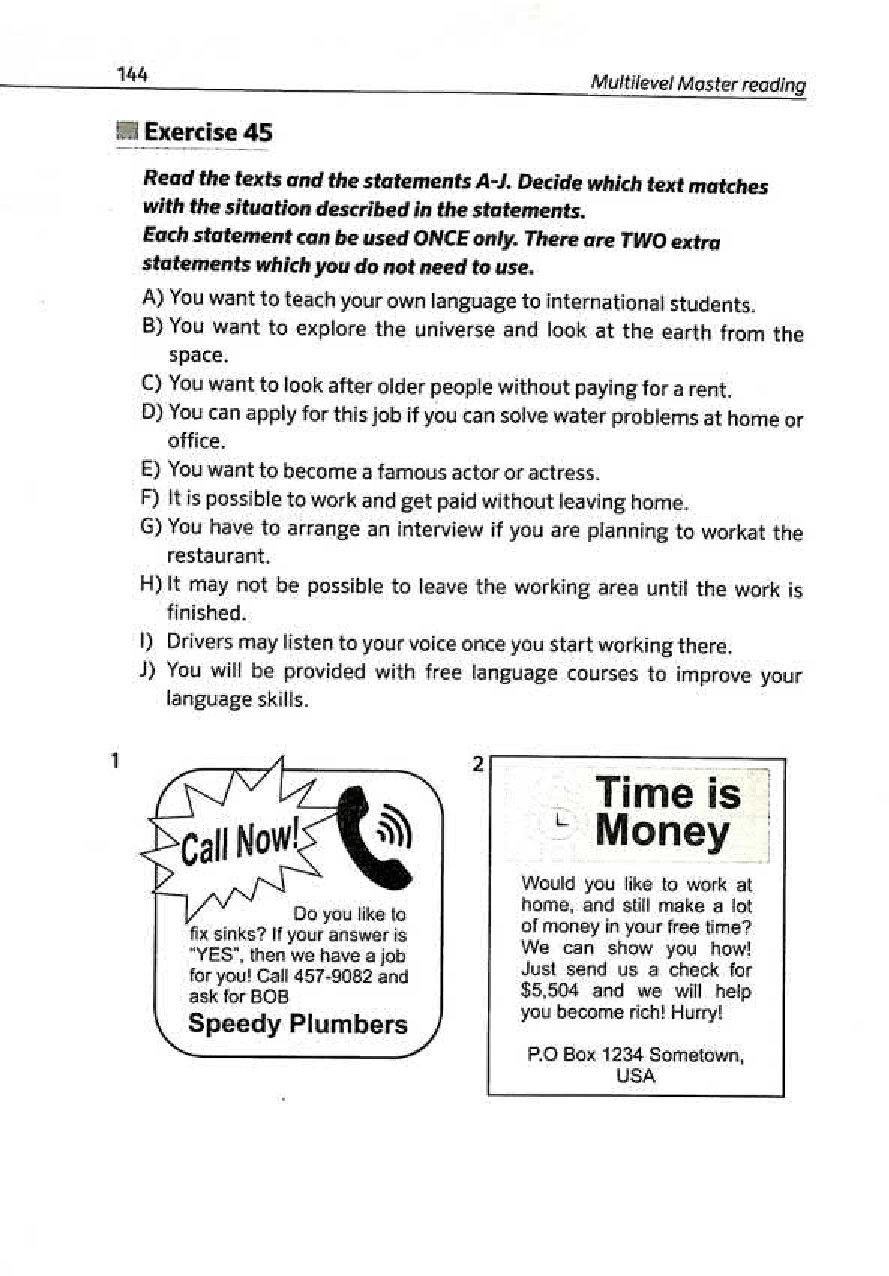 144
Multilevel Master reading
Exercise 45
Read the texts and the statements A-J. Decide which text matches
with the situation described in the statements.
Each statement can be used ONCE only. There are TWO extra
statements which you do not need to use.
A) You want to teach your own language to international students.
B) You want to explore the universe and look at the earth from the
space.
C) You want to look after older people without paying for a rent.
D) You can apply for this job if you can solve water problems at home or
office.
E) You want to become a famous actor or actress.
F) It is possible to work and get paid without leaving home.
G) You have to arrange an interview if you are planning to workat the
restaurant.
H) It may not be possible to leave the working area until the work is
finished.
I) Drivers may listen to your voice once you start working there.
J) You will be provided with free language courses to improve your
language skills.
1
Call Now!
Do you like to
fix sinks? If your answer is
"YES", then we have a job
for you! Call 457-9082 and
ask for BOB
Speedy Plumbers
2
Time is
Money
Would you like to work at
home, and still make a lot
of money in your free time?
We can show you how!
Just send us a check for
$5,504 and we will help
you become rich! Hurry!
P.O Box 1234 Sometown,
USA